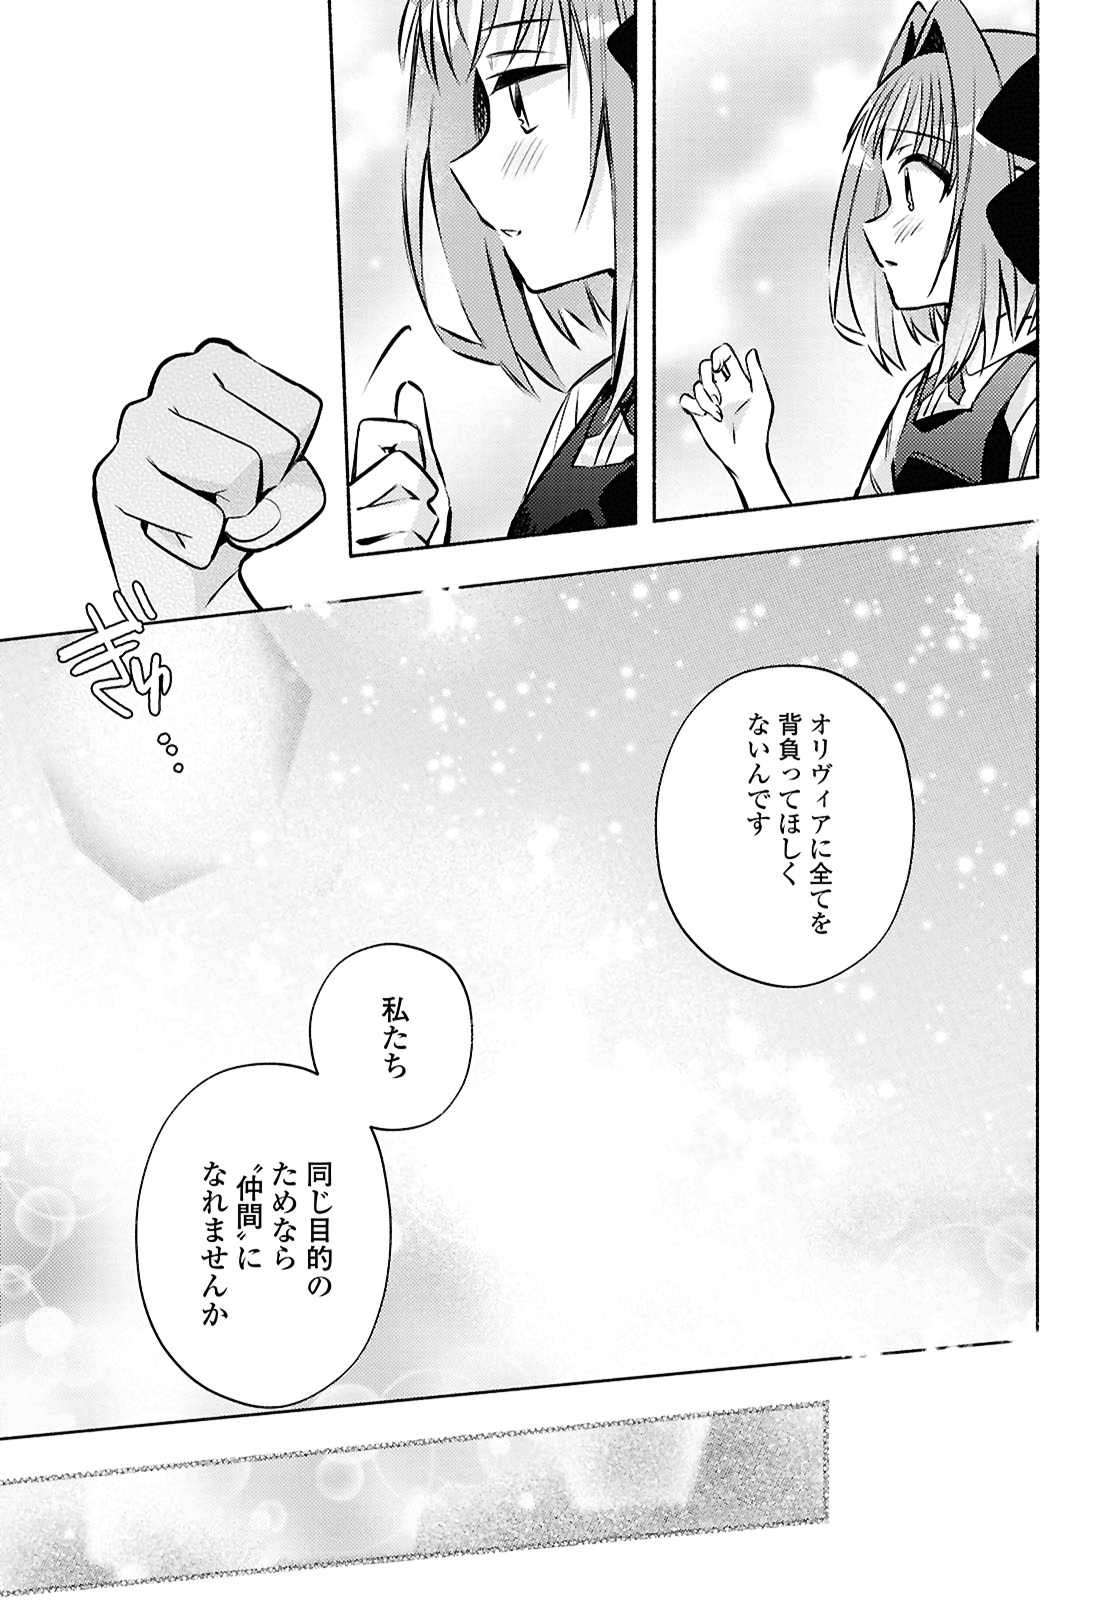 オリヴィアに全てを
背負ってほしく
ないんです
ぎゅ…
私たち
同じ目的の
ためなら
〝仲間〟に
なれませんか